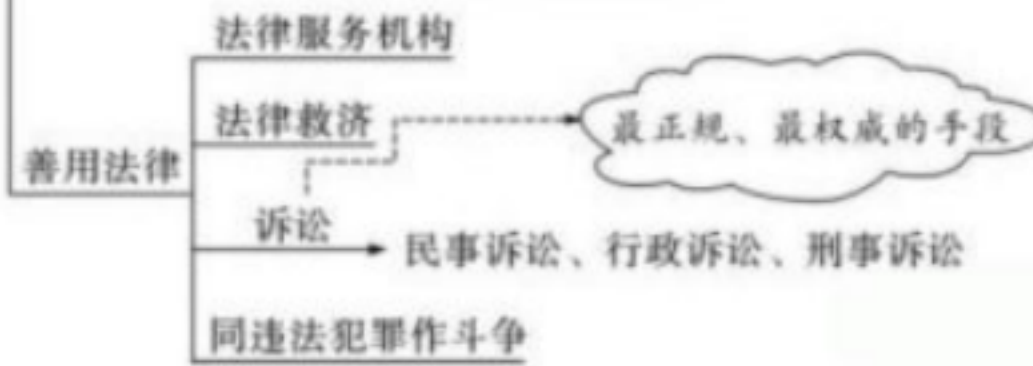 法律服务机构
法律救济
最正规、最权威的手段
善用法律
诉讼
民事诉讼、行政诉讼、刑事诉讼
同违法犯罪作斗争